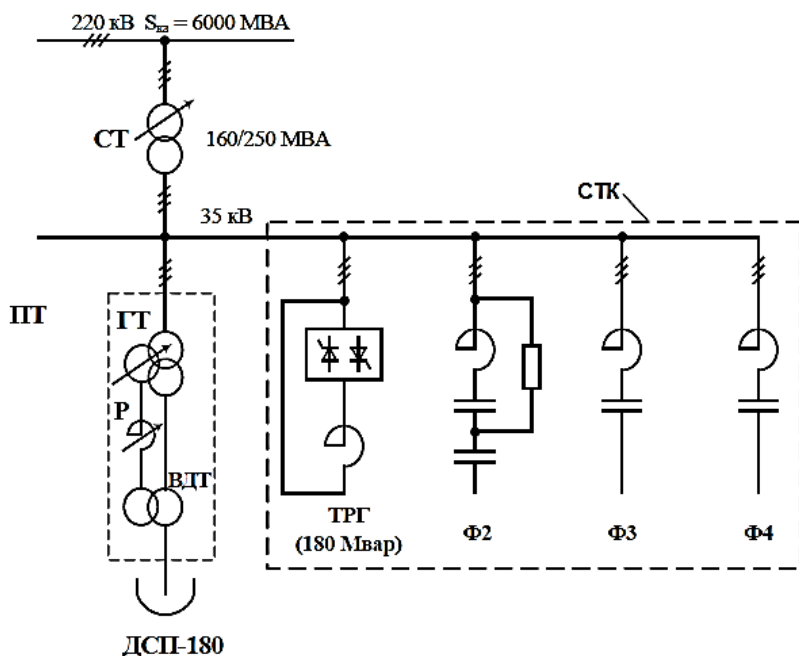 220 кВ Sкз = 6000 МВА
СТ
160/250 МВА
СТК
35 кВ
ПТ
ГТ
Р
ВДТ
ТРГ
(180 Мвар)
Ф2
Ф3
Ф4
ДСП-180